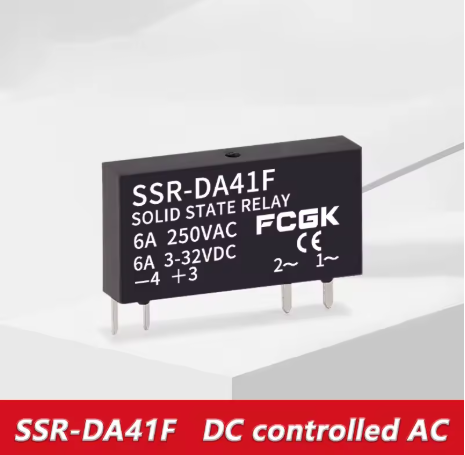 SSR-DA41F
SOLID STATE RELAY
FCGK
6A 250VAC
6A 3-32VDC
CE
—4 +3 2~ 1~
SSR-DA41F DC controlled AC